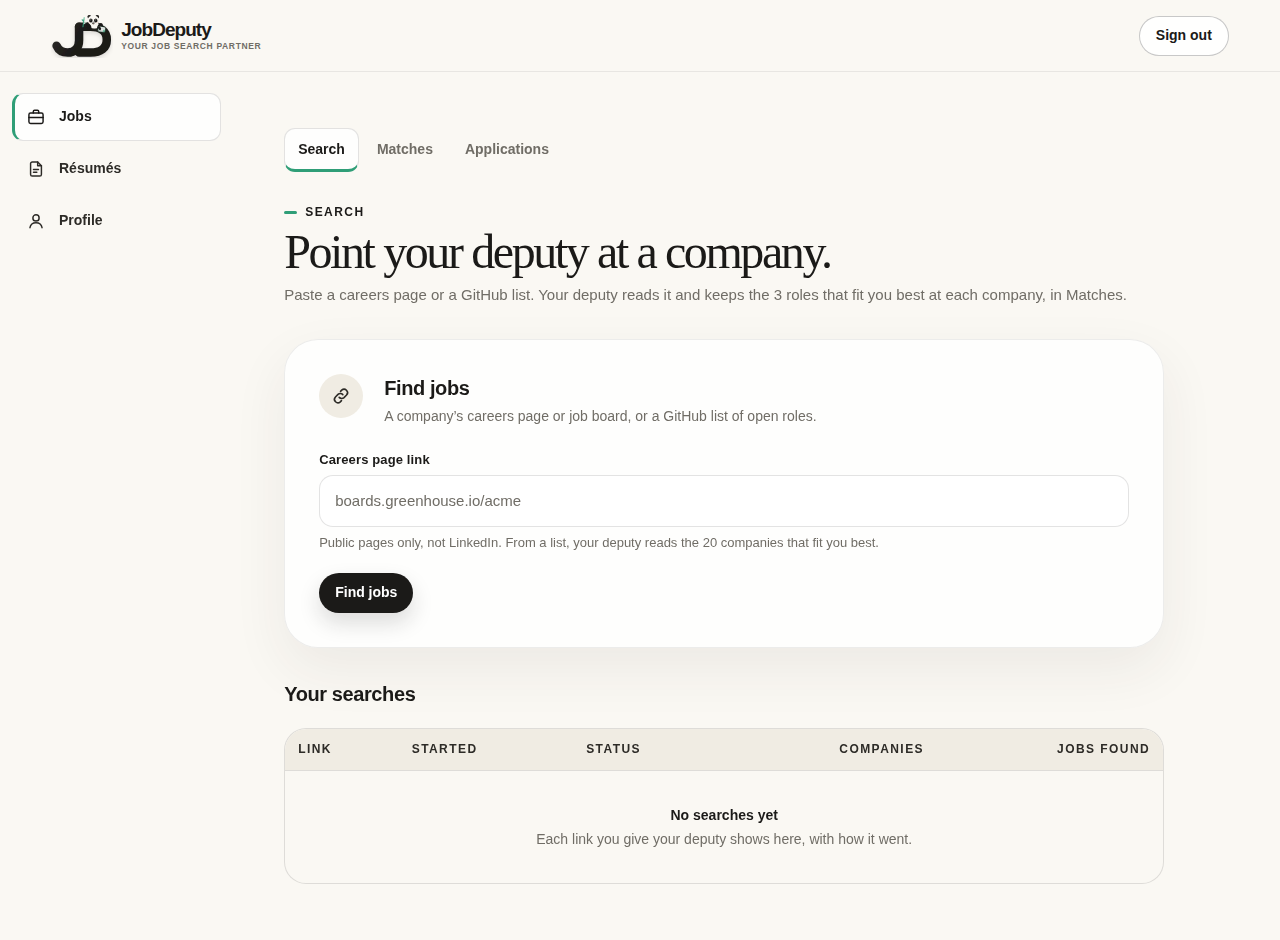 JobDeputy
YOUR JOB SEARCH PARTNER
Sign out
Jobs
Résumés
Profile
Search
Matches
Applications
SEARCH
Point your deputy at a company.
Paste a careers page or a GitHub list. Your deputy reads it and keeps the 3 roles that fit you best at each company, in Matches.
Find jobs
A company’s careers page or job board, or a GitHub list of open roles.
Careers page link
boards.greenhouse.io/acme
Public pages only, not LinkedIn. From a list, your deputy reads the 20 companies that fit you best.
Find jobs
Your searches
LINK STARTED STATUS COMPANIES JOBS FOUND
No searches yet
Each link you give your deputy shows here, with how it went.